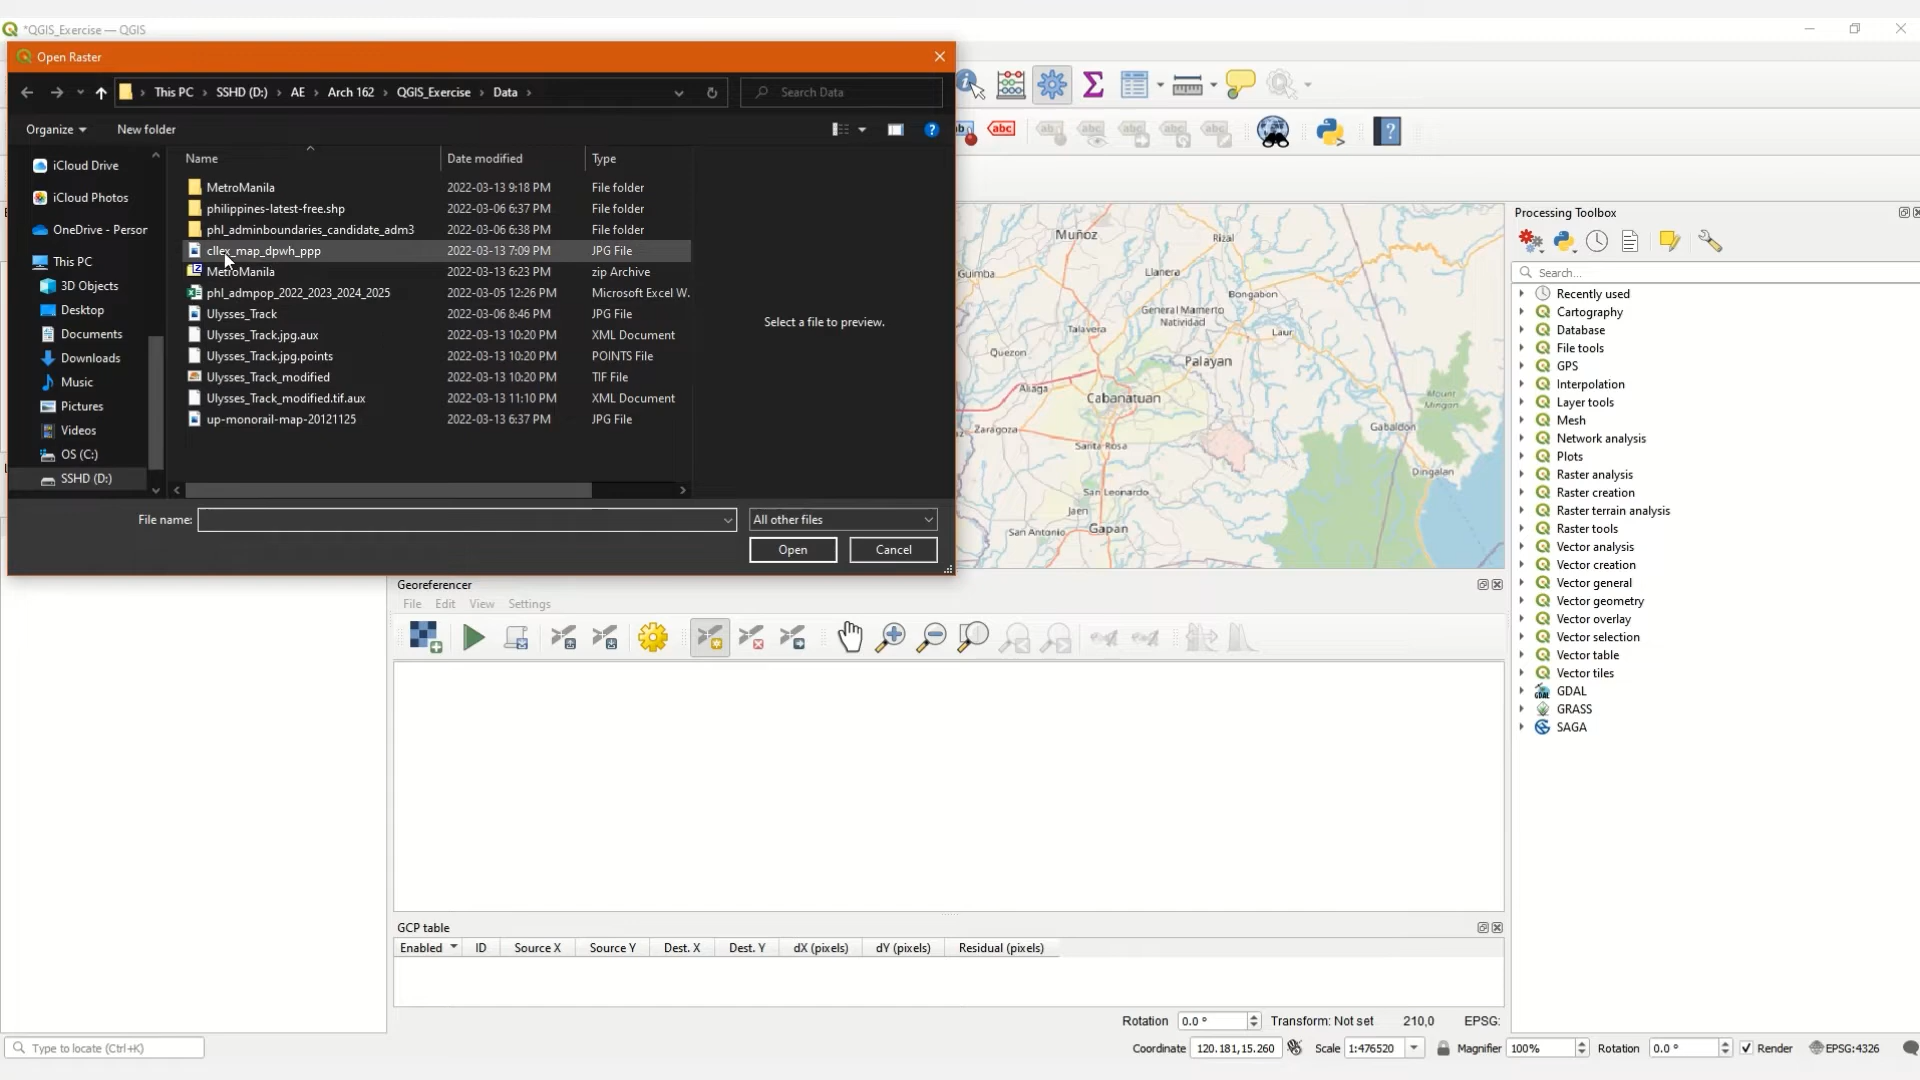 *QGIS_Exercise — QGIS
Open Raster
This PC › SSHD (D:) › AE › Arch 162 › QGIS_Exercise › Data ›
Search Data
Organize
New folder
Name Date modified Type
iCloud Drive
iCloud Photos
OneDrive - Person
This PC
3D Objects
Desktop
Documents
Downloads
Music
Pictures
Videos
OS (C:)
SSHD (D:)
MetroManila 2022-03-13 9:18 PM File folder
philippines-latest-free.shp 2022-03-06 6:37 PM File folder
phl_adminboundaries_candidate_adm3 2022-03-06 6:38 PM File folder
cllex_map_dpwh_ppp 2022-03-13 7:09 PM JPG File
MetroManila 2022-03-13 6:23 PM zip Archive
phl_admpop_2022_2023_2024_2025 2022-03-05 12:26 PM Microsoft Excel W.
Ulysses_Track 2022-03-06 8:46 PM JPG File
Ulysses_Track.jpg.aux 2022-03-13 10:20 PM XML Document
Ulysses_Track.jpg.points 2022-03-13 10:20 PM POINTS File
Ulysses_Track_modified 2022-03-13 10:20 PM TIF File
Ulysses_Track_modified.tif.aux 2022-03-13 11:10 PM XML Document
up-monorail-map-20121125 2022-03-13 6:37 PM JPG File
Select a file to preview.
File name:
All other files
Open Cancel
abc
Muñoz
Rizal
Guimba
Llanera
Bongabon
General Mamerto
Natividad
Talavera
Laur
Quezon
Palayan
Aliaga
Cabanatuan
Mount
Mingan
Zaragoza
Gabaldon
Santa Rosa
Dingalan
San Leonardo
Jaen
San Antonio
Gapan
Processing Toolbox
Search...
Recently used
Cartography
Database
File tools
GPS
Interpolation
Layer tools
Mesh
Network analysis
Plots
Raster analysis
Raster creation
Raster terrain analysis
Raster tools
Vector analysis
Vector creation
Vector general
Vector geometry
Vector overlay
Vector selection
Vector table
Vector tiles
GDAL
GRASS
SAGA
Georeferencer
File Edit View Settings
GCP table
Enabled ID Source X Source Y Dest. X Dest. Y dX (pixels) dY (pixels) Residual (pixels)
Rotation 0.0 ° Transform: Not set 210,0 EPSG:
Type to locate (Ctrl+K)
Coordinate 120.181,15.260 Scale 1:476520 Magnifier 100% Rotation 0.0 ° Render EPSG:4326